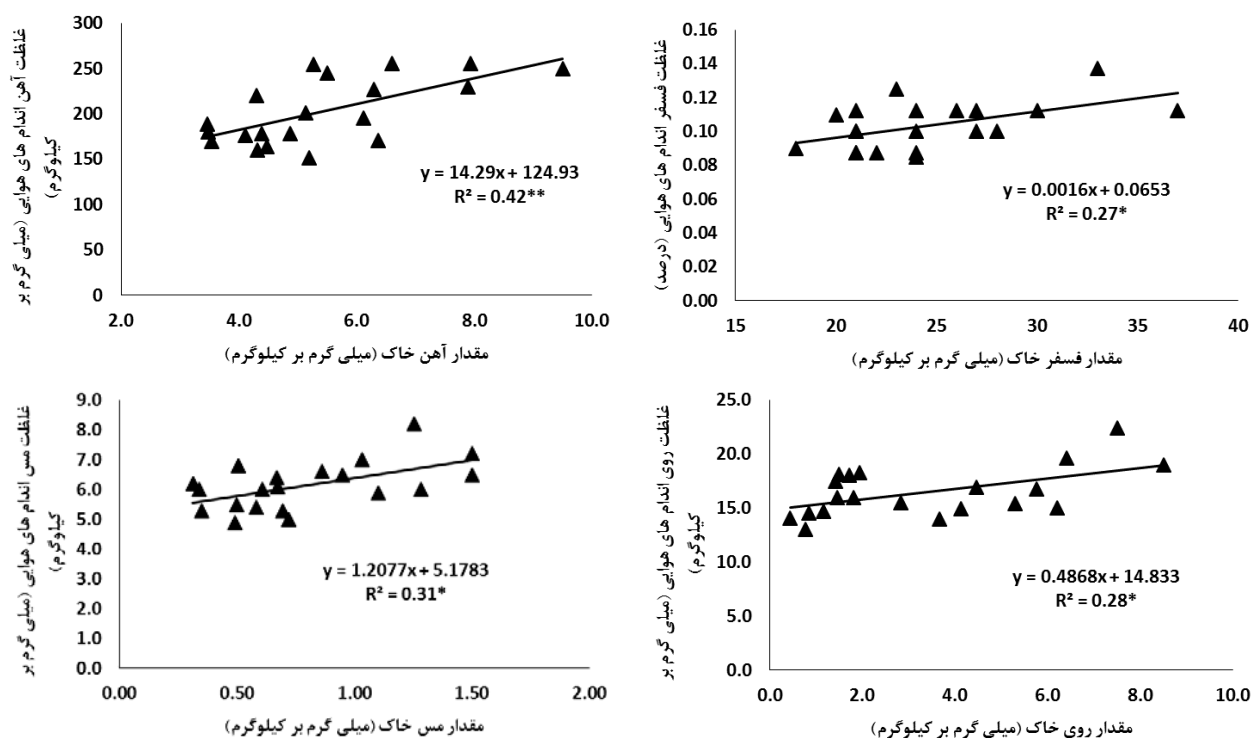 غلظت آهن اندام های هوایی (میلی گرم بر
کیلوگرم)
300
250
200
150
100
50
0
y = 14.29x + 124.93
R² = 0.42**
2.0 4.0 6.0 8.0 10.0
مقدار آهن خاک (میلی گرم بر کیلوگرم)
غلظت فسفر اندام های هوایی (درصد)
0.16
0.14
0.12
0.10
0.08
0.06
0.04
0.02
0.00
y = 0.0016x + 0.0653
R² = 0.27*
15 20 25 30 35 40
مقدار فسفر خاک (میلی گرم بر کیلوگرم)
غلظت مس اندام های هوایی (میلی گرم بر
کیلوگرم)
9.0
8.0
7.0
6.0
5.0
4.0
3.0
2.0
1.0
0.0
y = 1.2077x + 5.1783
R² = 0.31*
0.00 0.50 1.00 1.50 2.00
مقدار مس خاک (میلی گرم بر کیلوگرم)
غلظت روی اندام های هوایی (میلی گرم بر
کیلوگرم)
25.0
20.0
15.0
10.0
5.0
0.0
y = 0.4868x + 14.833
R² = 0.28*
0.0 2.0 4.0 6.0 8.0 10.0
مقدار روی خاک (میلی گرم بر کیلوگرم)